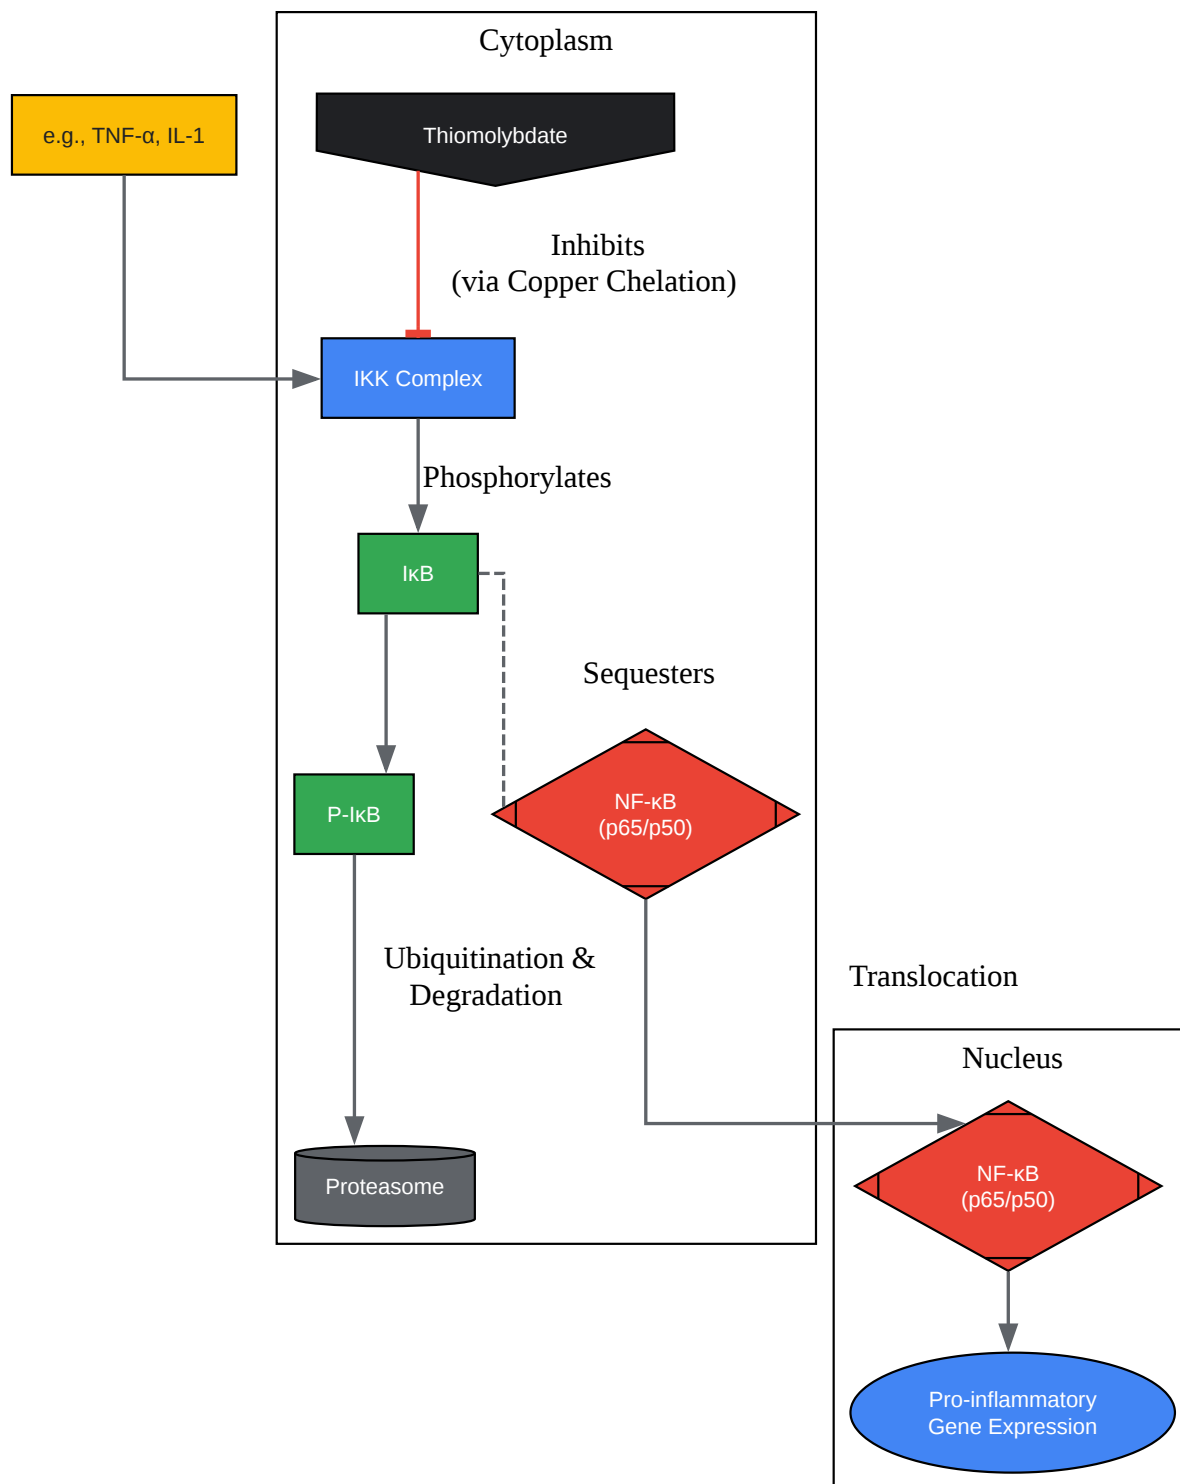 Cytoplasm
e.g., TNF-α, IL-1
Thiomolybdate
Inhibits
(via Copper Chelation)
IKK Complex
Phosphorylates
IκB
Sequesters
P-IκB
NF-κB
(p65/p50)
Ubiquitination &
Degradation
Translocation
Nucleus
Proteasome
NF-κB
(p65/p50)
Pro-inflammatory
Gene Expression